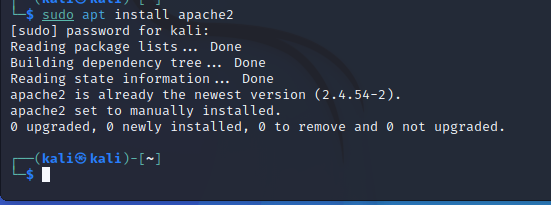 └─$ sudo apt install apache2
[sudo] password for kali:
Reading package lists... Done
Building dependency tree... Done
Reading state information... Done
apache2 is already the newest version (2.4.54-2).
apache2 set to manually installed.
0 upgraded, 0 newly installed, 0 to remove and 0 not upgraded.
┌──(kali㉿kali)-[~]
└─$